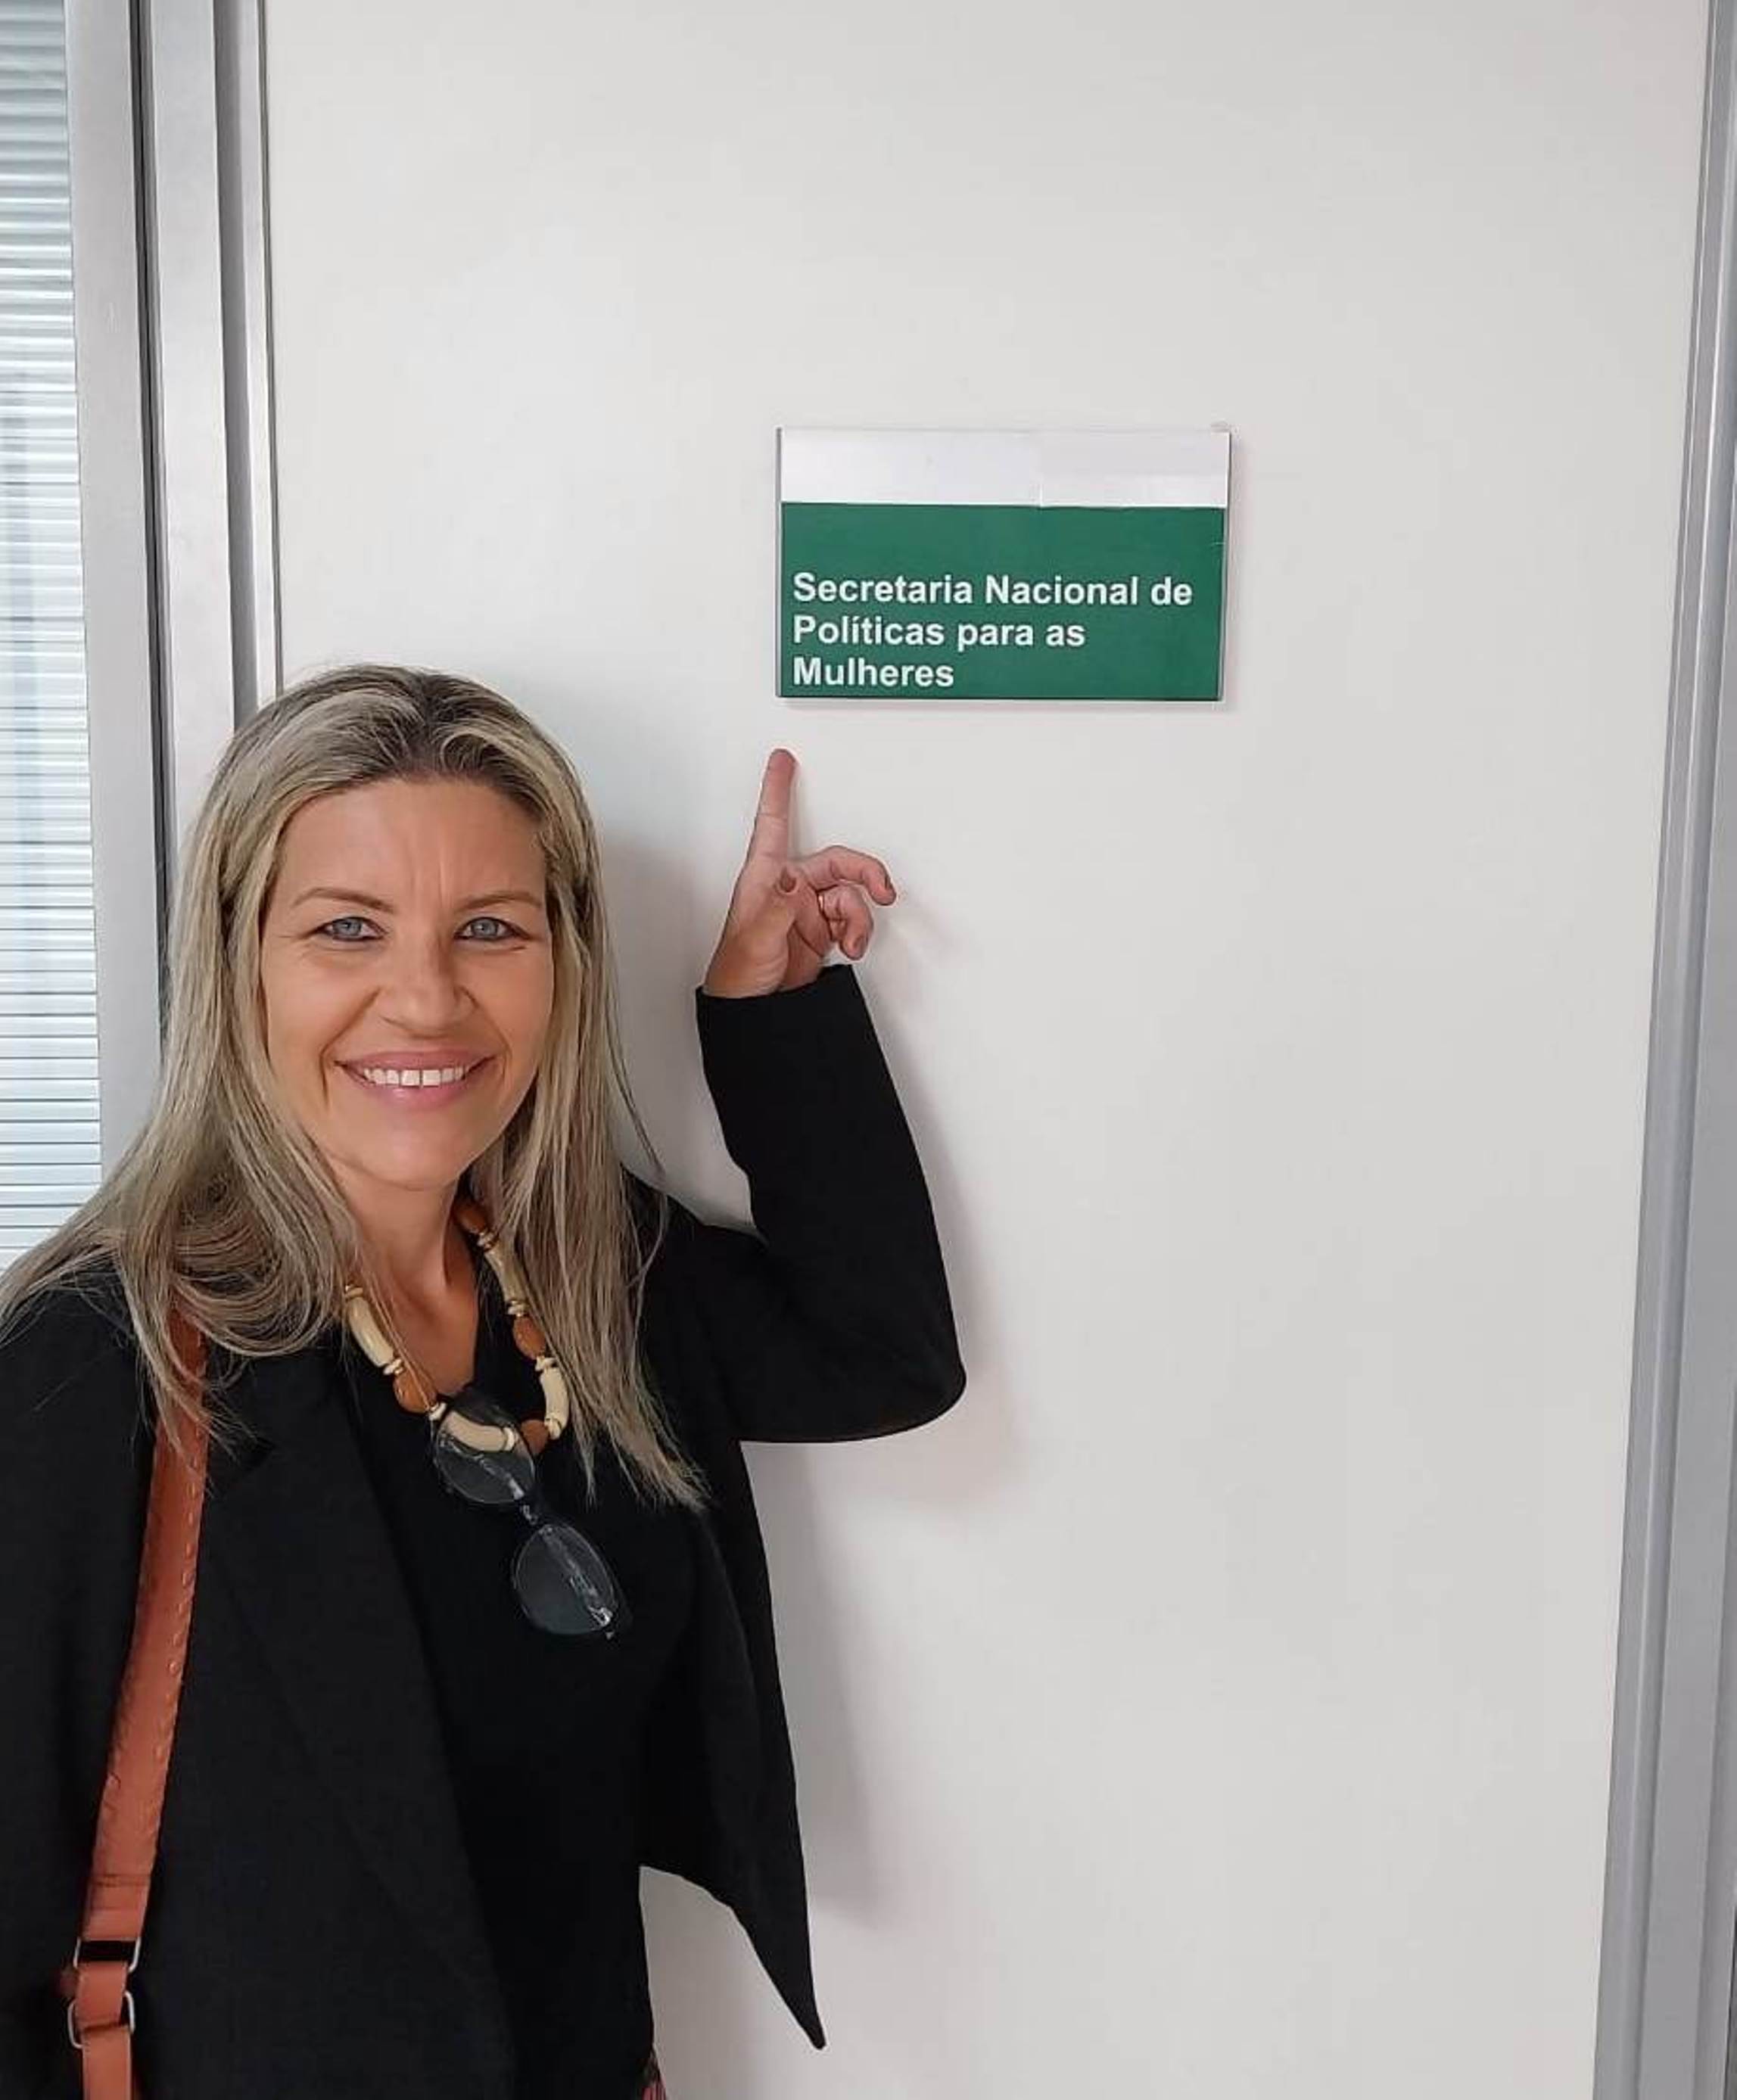 Secretaria Nacional de
Políticas para as
Mulheres